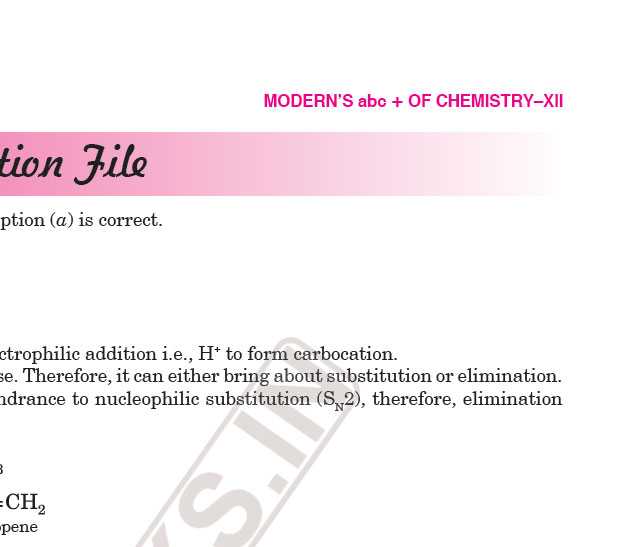 MODERN'S abc + OF CHEMISTRY–XII
tion File
ption (a) is correct.
ctrophilic addition i.e., H⁺ to form carbocation.
se. Therefore, it can either bring about substitution or elimination.
ndrance to nucleophilic substitution (S_N2), therefore, elimination
3
=CH₂
opene
KS.IN